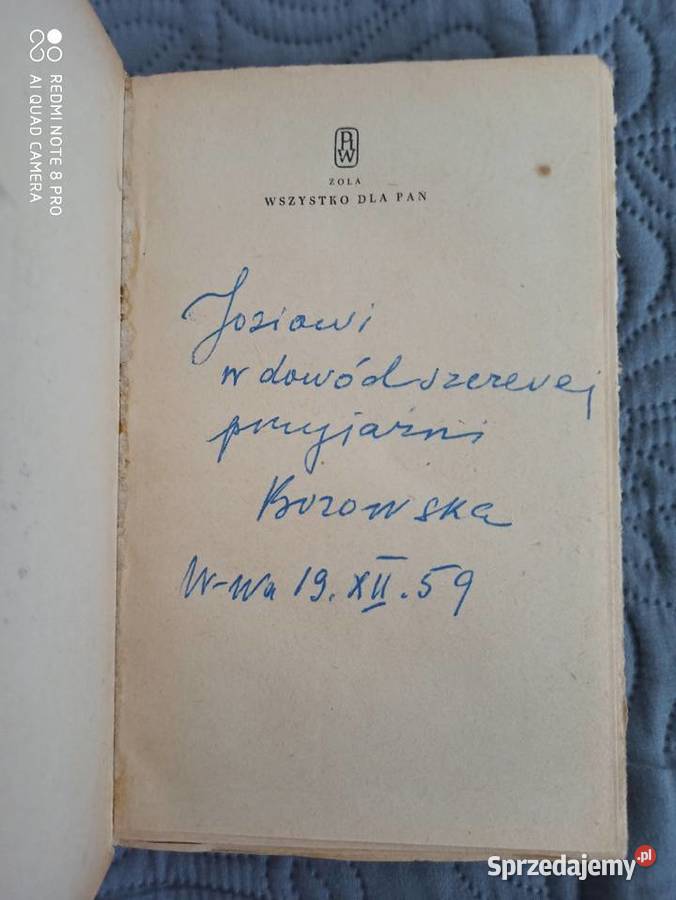 REDMI NOTE 8 PRO
AI QUAD CAMERA
PIW
ZOLA
WSZYSTKO DLA PAŃ
Joziowi
w dowód szczerej
przyjaźni
Borowska
W-wa 19. XII. 59
Sprzedajemy.pl